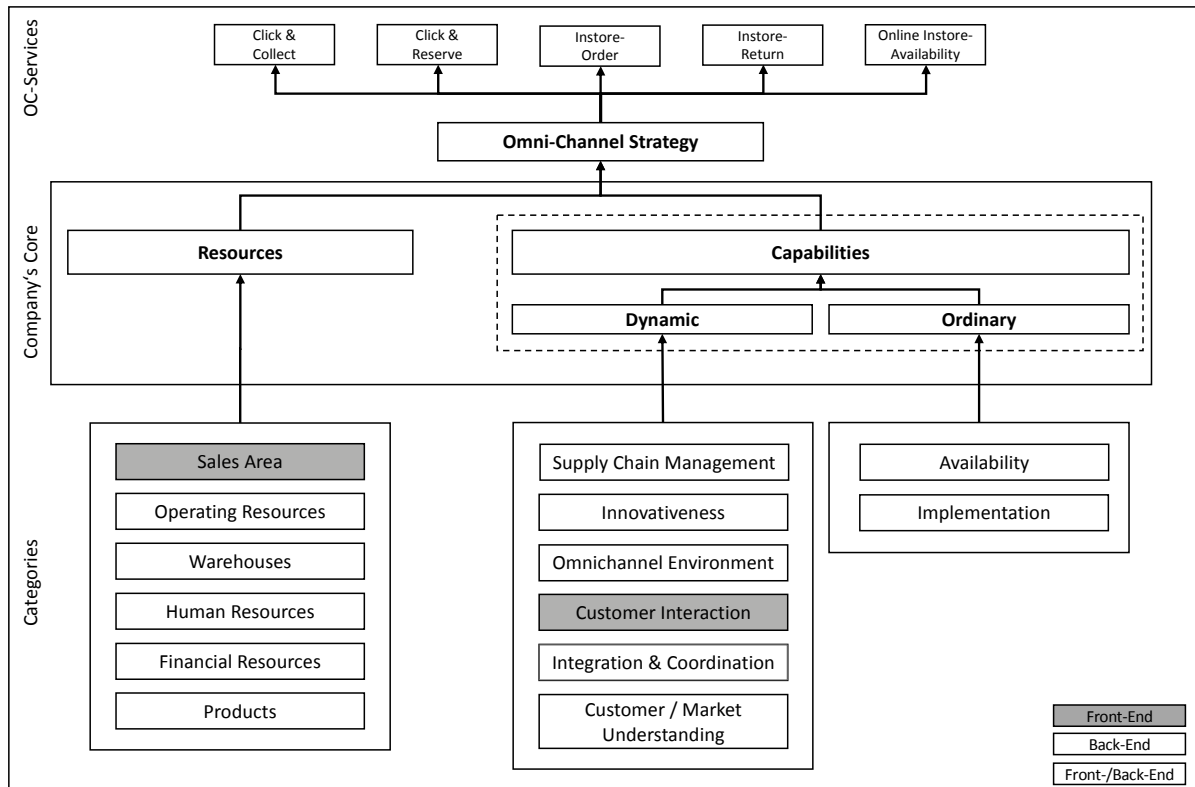 OC-Services
Click &
Collect
Click &
Reserve
Instore-
Order
Instore-
Return
Online Instore-
Availability
Omni-Channel Strategy
Company's Core
Resources
Capabilities
Dynamic
Ordinary
Categories
Sales Area
Operating Resources
Warehouses
Human Resources
Financial Resources
Products
Supply Chain Management
Innovativeness
Omnichannel Environment
Customer Interaction
Integration & Coordination
Customer / Market
Understanding
Availability
Implementation
Front-End
Back-End
Front-/Back-End